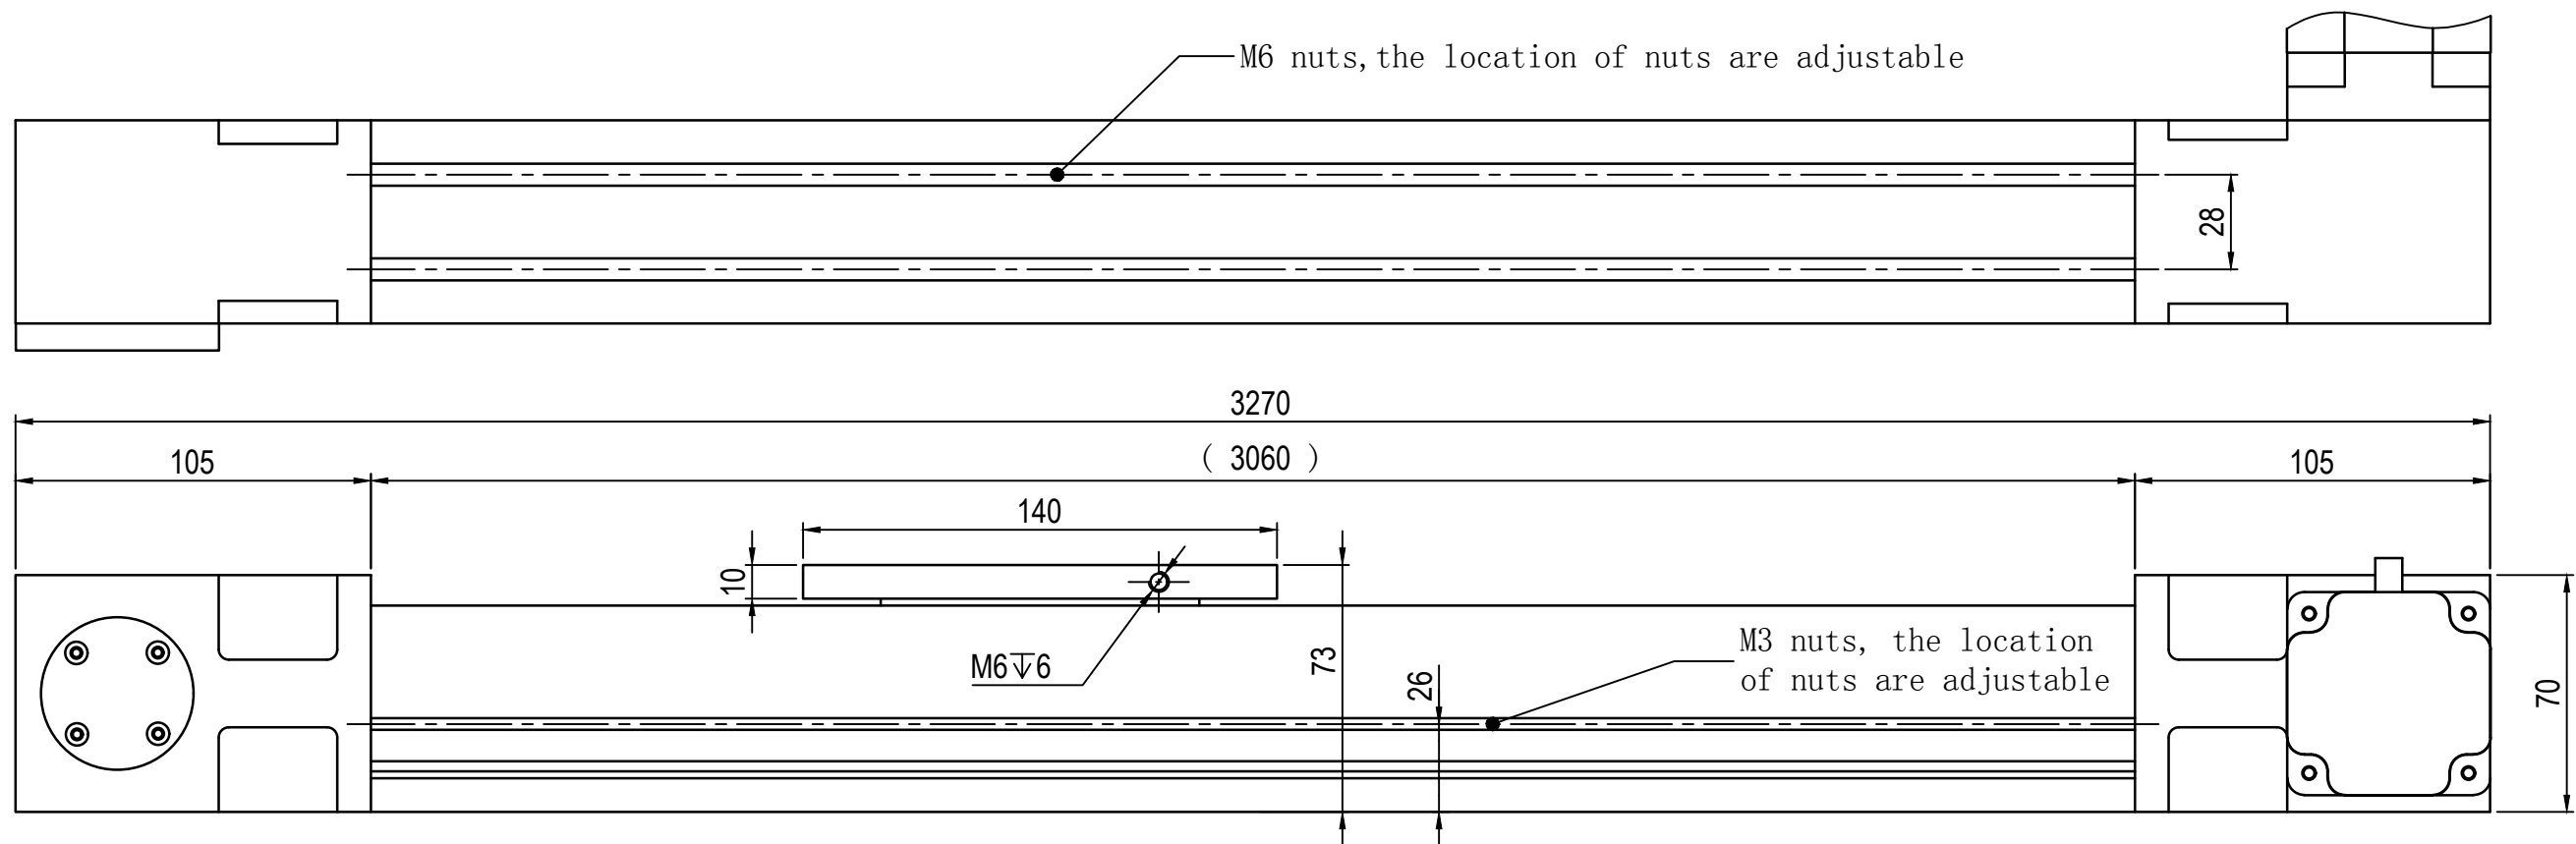 M6 nuts,the location of nuts are adjustable
28
3270
105
( 3060 )
105
140
10
M6↧6
73
26
M3 nuts, the location
of nuts are adjustable
70